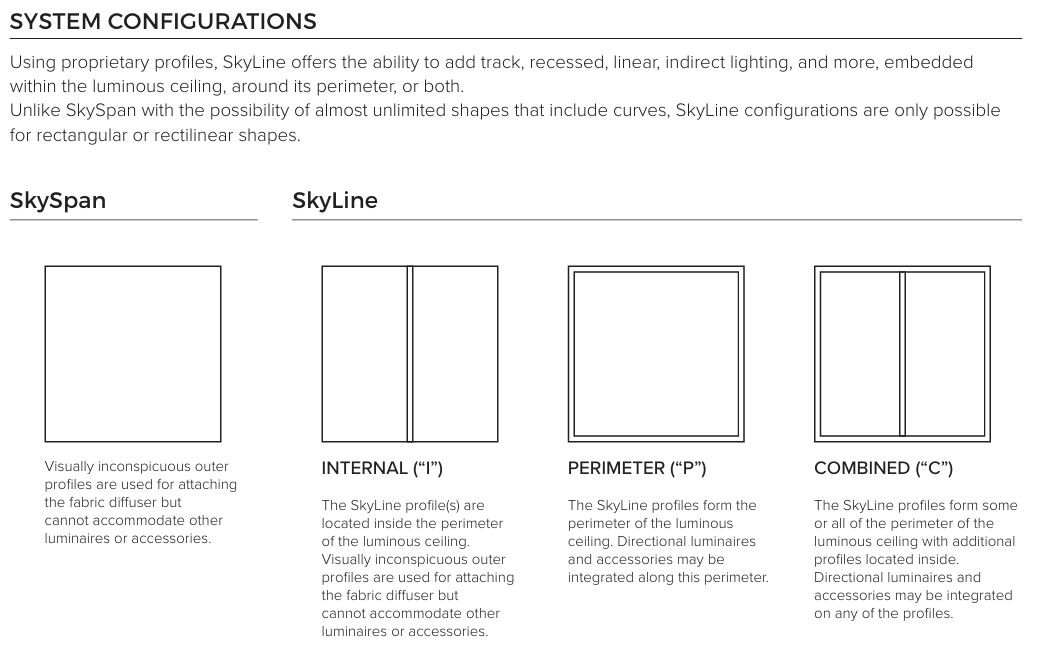 SYSTEM CONFIGURATIONS
Using proprietary profiles, SkyLine offers the ability to add track, recessed, linear, indirect lighting, and more, embedded
within the luminous ceiling, around its perimeter, or both.
Unlike SkySpan with the possibility of almost unlimited shapes that include curves, SkyLine configurations are only possible
for rectangular or rectilinear shapes.
SkySpan
Visually inconspicuous outer
profiles are used for attaching
the fabric diffuser but
cannot accommodate other
luminaires or accessories.
SkyLine
INTERNAL (“I”)
The SkyLine profile(s) are
located inside the perimeter
of the luminous ceiling.
Visually inconspicuous outer
profiles are used for attaching
the fabric diffuser but
cannot accommodate other
luminaires or accessories.
PERIMETER (“P”)
The SkyLine profiles form the
perimeter of the luminous
ceiling. Directional luminaires
and accessories may be
integrated along this perimeter.
COMBINED (“C”)
The SkyLine profiles form some
or all of the perimeter of the
luminous ceiling with additional
profiles located inside.
Directional luminaires and
accessories may be integrated
on any of the profiles.